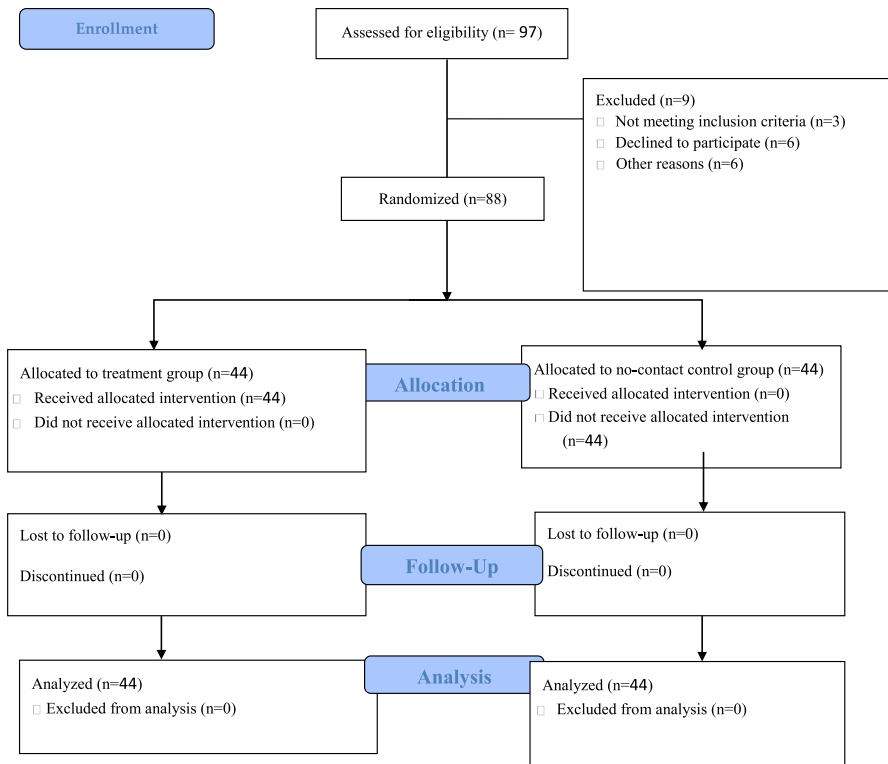 Enrollment
Assessed for eligibility (n= 97)
Excluded (n=9)
Not meeting inclusion criteria (n=3)
Declined to participate (n=6)
Other reasons (n=6)
Randomized (n=88)
Allocated to treatment group (n=44)
Received allocated intervention (n=44)
Did not receive allocated intervention (n=0)
Allocation
Allocated to no-contact control group (n=44)
Received allocated intervention (n=0)
Did not receive allocated intervention
(n=44)
Lost to follow-up (n=0)
Discontinued (n=0)
Follow-Up
Lost to follow-up (n=0)
Discontinued (n=0)
Analyzed (n=44)
Excluded from analysis (n=0)
Analysis
Analyzed (n=44)
Excluded from analysis (n=0)